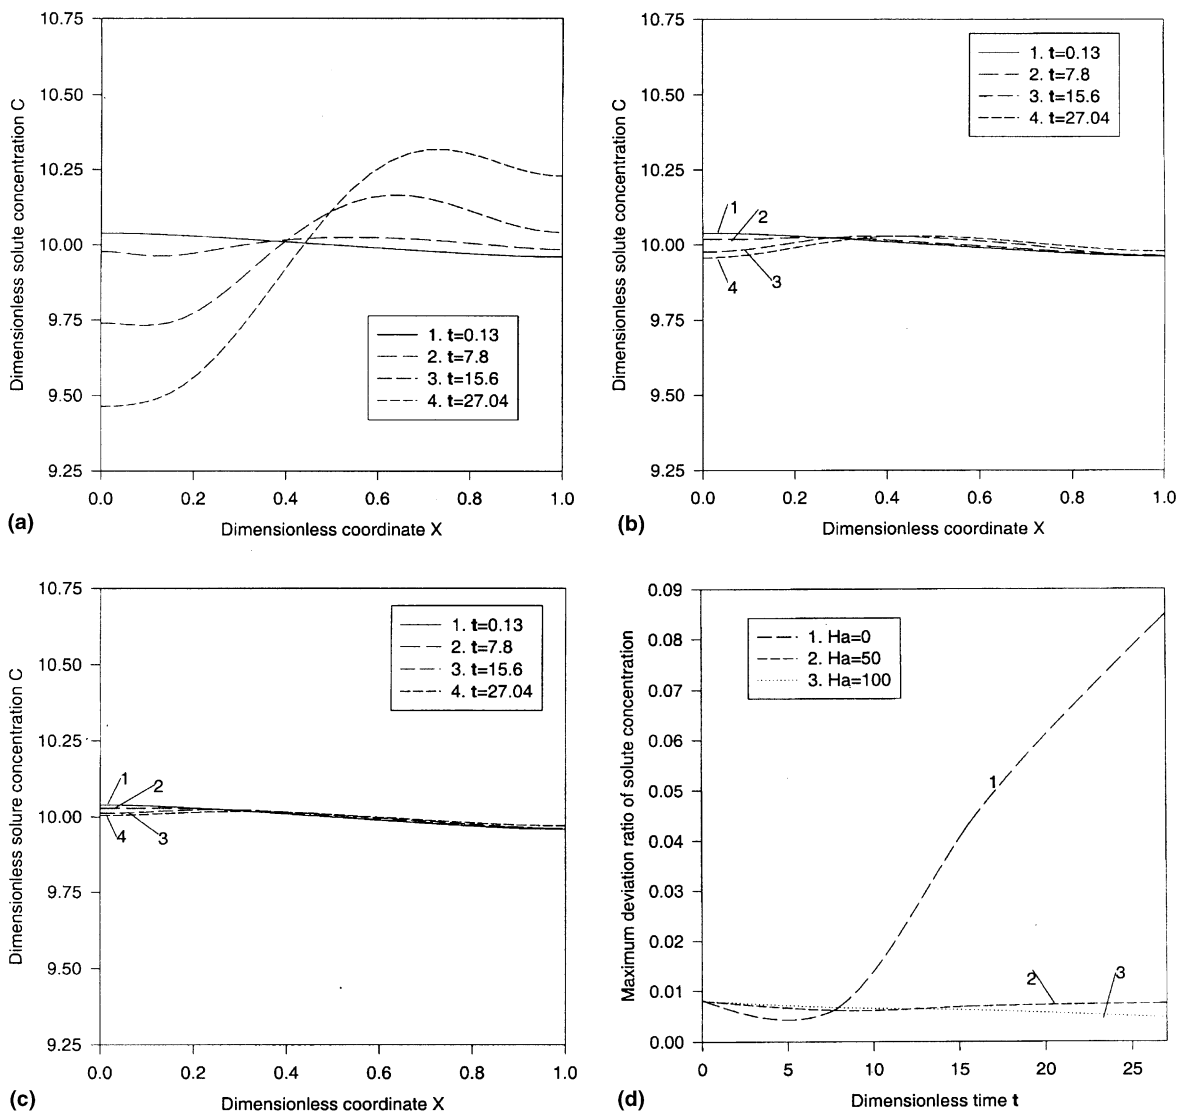 10.75
10.50
10.25
10.00
9.75
9.50
9.25
Dimensionless solute concentration C
1. t=0.13
2. t=7.8
3. t=15.6
4. t=27.04
0.0 0.2 0.4 0.6 0.8 1.0
(a)
Dimensionless coordinate X
10.75
10.50
10.25
10.00
9.75
9.50
9.25
Dimensionless solute concentration C
1. t=0.13
2. t=7.8
3. t=15.6
4. t=27.04
1
2
3
4
0.0 0.2 0.4 0.6 0.8 1.0
(b)
Dimensionless coordinate X
10.75
10.50
10.25
10.00
9.75
9.50
9.25
Dimensionless solure concentration C
1. t=0.13
2. t=7.8
3. t=15.6
4. t=27.04
1
2
4
3
0.0 0.2 0.4 0.6 0.8 1.0
(c)
Dimensionless coordinate X
0.09
0.08
0.07
0.06
0.05
0.04
0.03
0.02
0.01
0.00
Maximum deviation ratio of solute concentration
1. Ha=0
2. Ha=50
3. Ha=100
1
2
3
0 5 10 15 20 25
(d)
Dimensionless time t